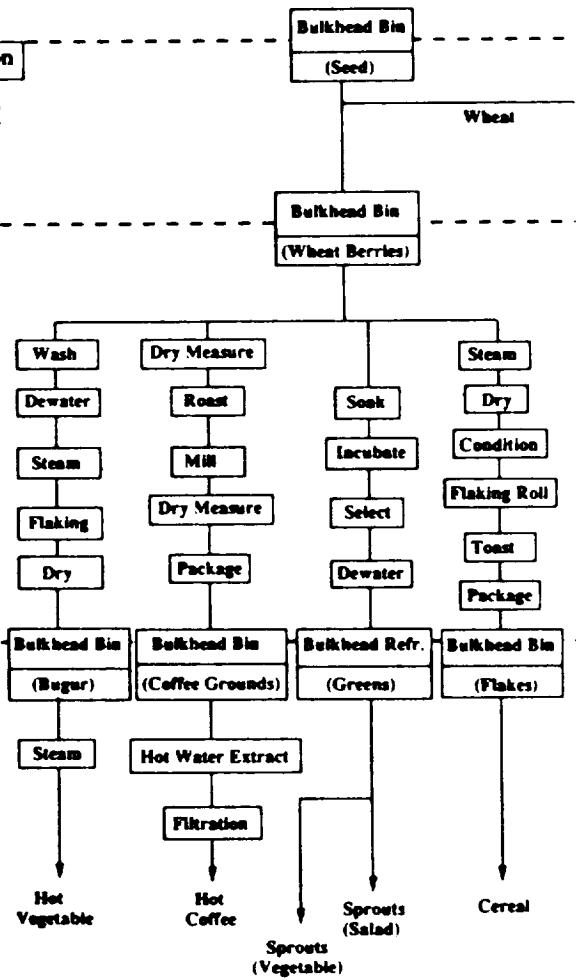 Bulkhead Bin
(Seed)
on
Wheat
Bulkhead Bin
(Wheat Berries)
Wash
Dewater
Steam
Flaking
Dry
Bulkhead Bin
(Bugur)
Steam
Hot
Vegetable
Dry Measure
Roast
Mill
Dry Measure
Package
Bulkhead Bin
(Coffee Grounds)
Hot Water Extract
Filtration
Hot
Coffee
Soak
Incubate
Select
Dewater
Bulkhead Refr.
(Greens)
Sprouts
(Vegetable)
Sprouts
(Salad)
Steam
Dry
Condition
Flaking Roll
Toast
Package
Bulkhead Bin
(Flakes)
Cereal